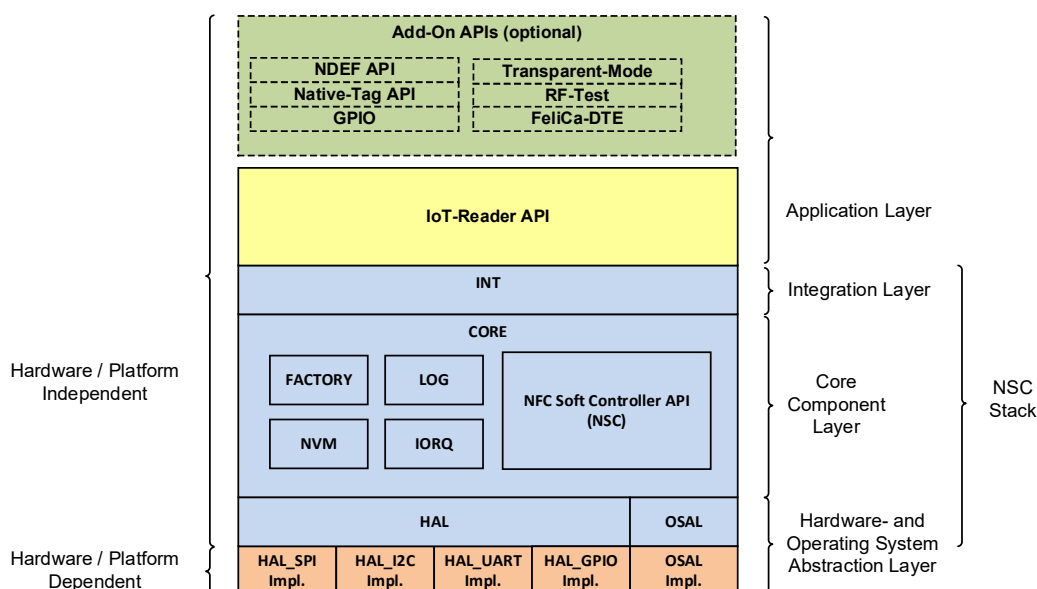 Add-On APIs (optional)
NDEF API
Native-Tag API
GPIO
Transparent-Mode
RF-Test
FeliCa-DTE
IoT-Reader API
Application Layer
INT
Integration Layer
CORE
FACTORY
LOG
NVM
IORQ
NFC Soft Controller API
(NSC)
Core
Component
Layer
NSC
Stack
Hardware / Platform
Independent
HAL
OSAL
Hardware- and
Operating System
Abstraction Layer
Hardware / Platform
Dependent
HAL_SPI
Impl.
HAL_I2C
Impl.
HAL_UART
Impl.
HAL_GPIO
Impl.
OSAL
Impl.